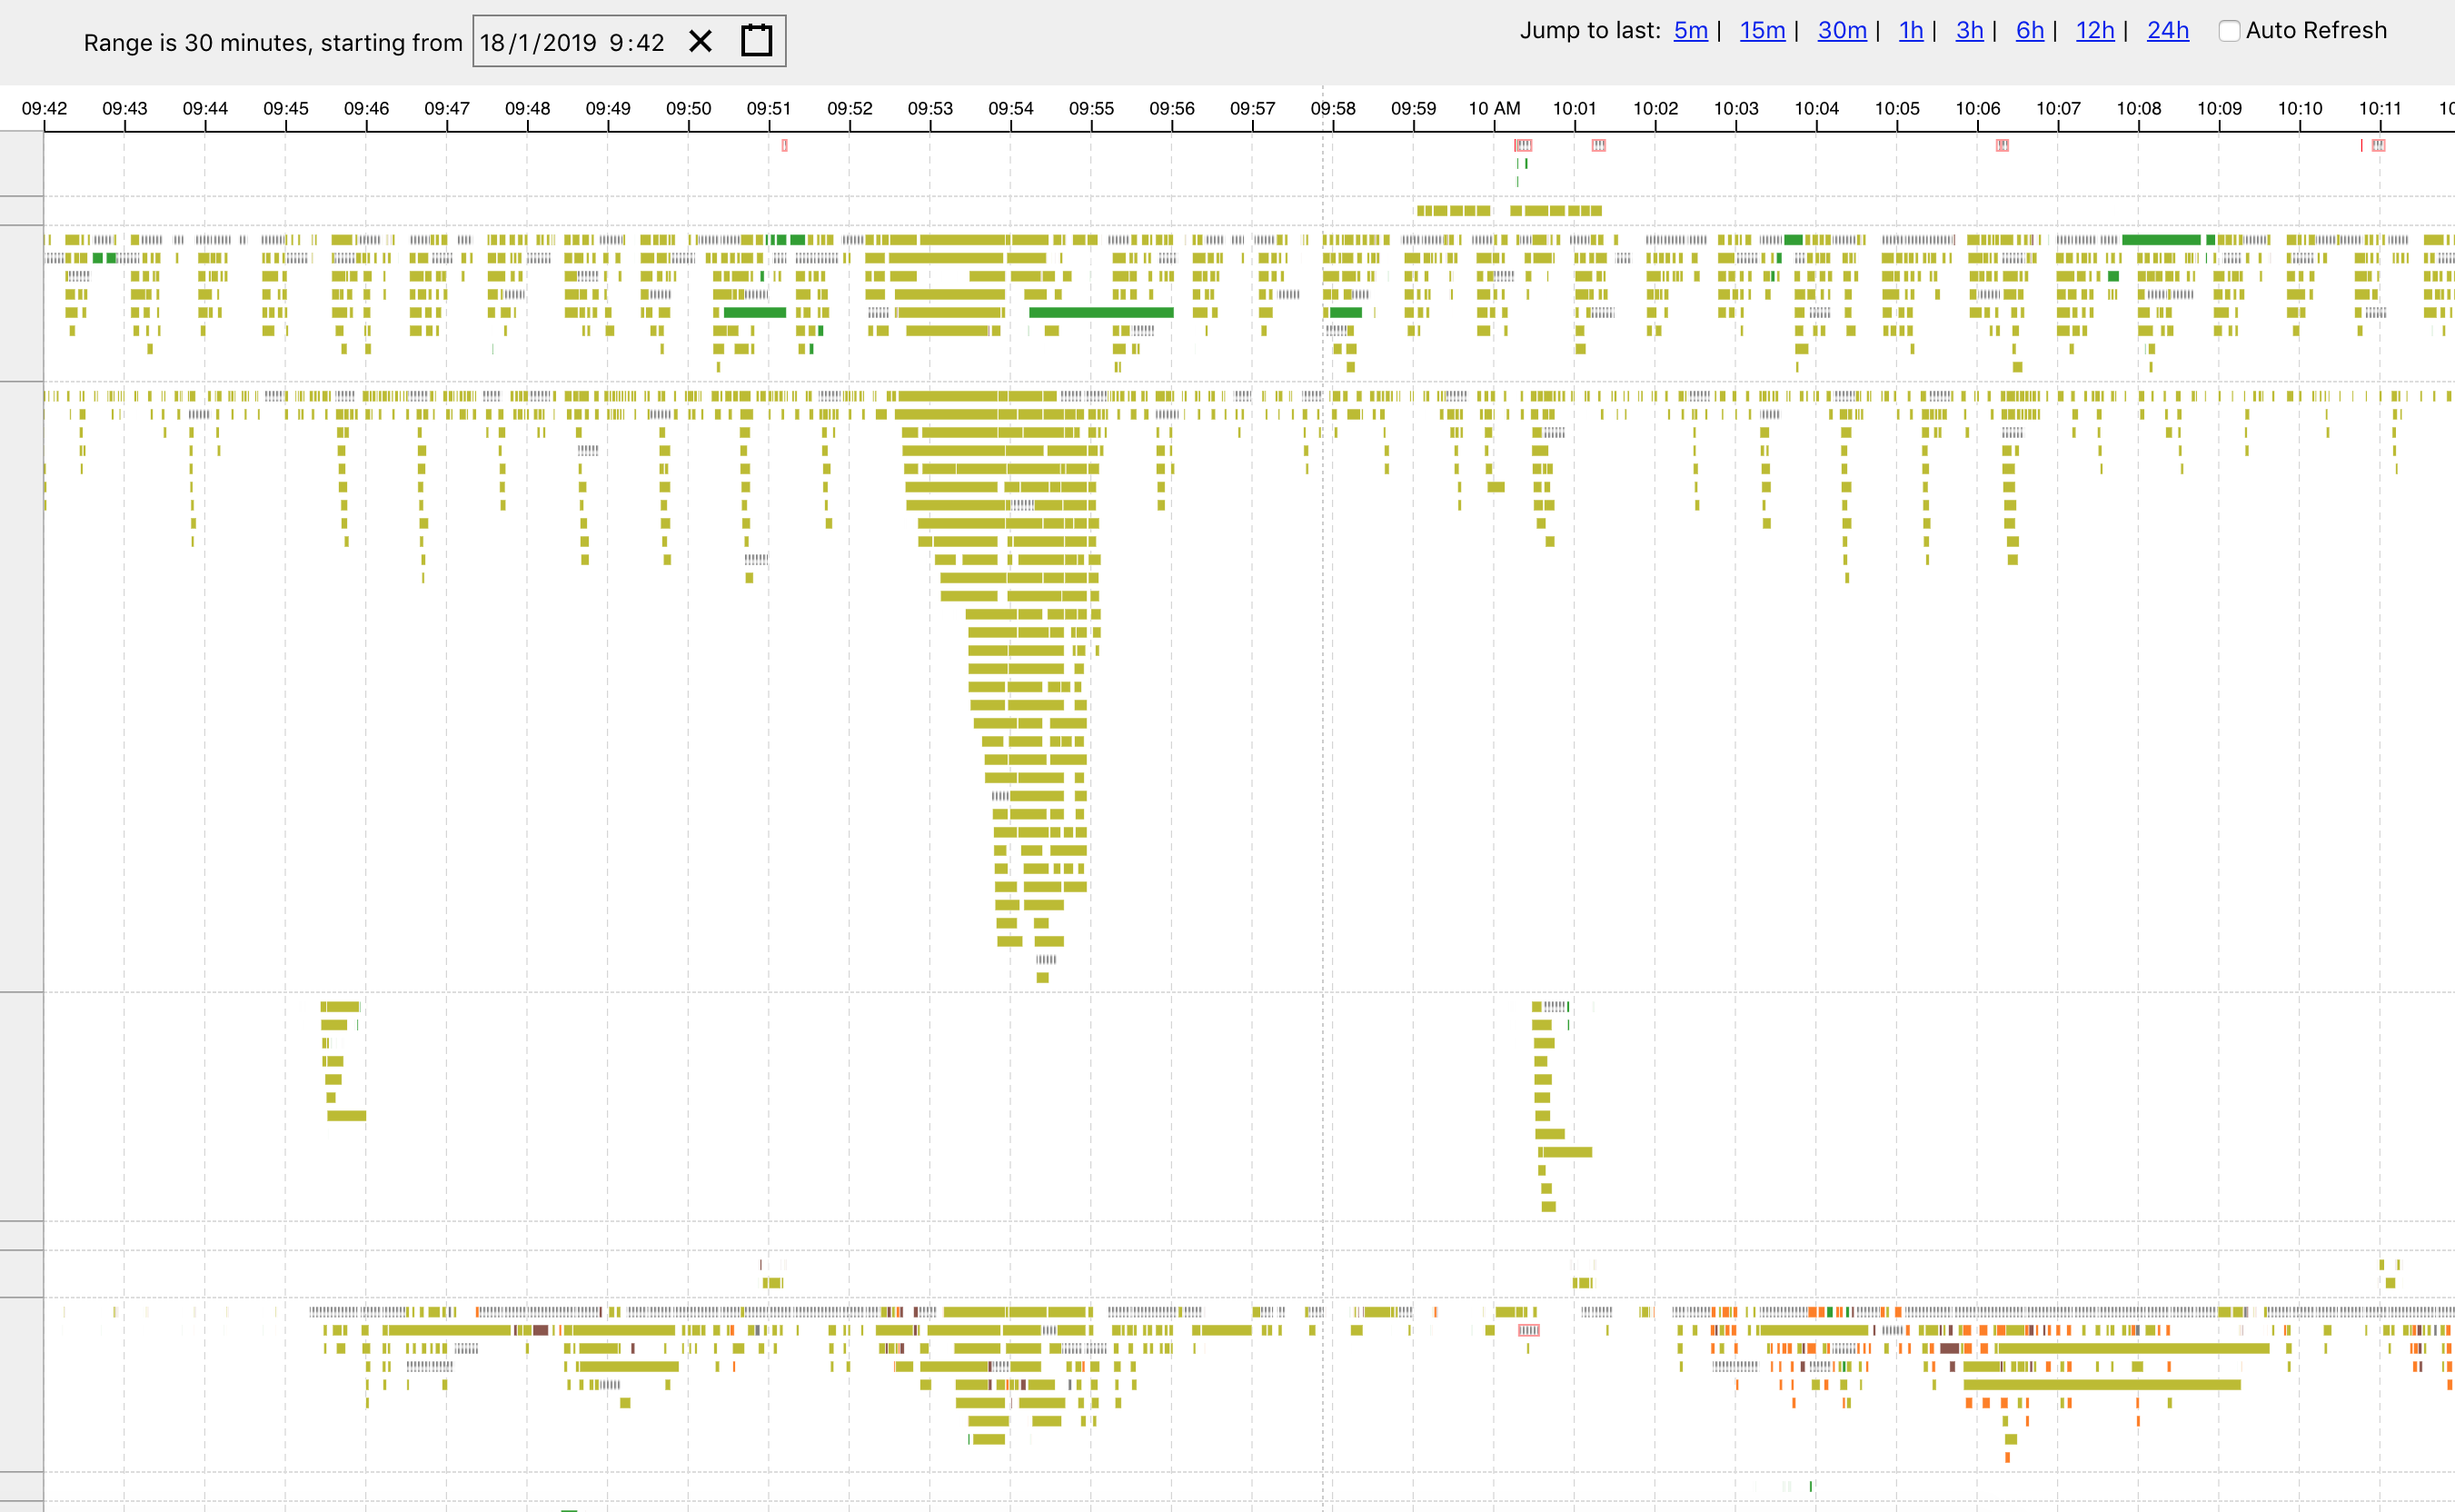 Range is 30 minutes, starting from 18/1/2019 9:42
Jump to last: 5m | 15m | 30m | 1h | 3h | 6h | 12h | 24h Auto Refresh
09:42 09:43 09:44 09:45 09:46 09:47 09:48 09:49 09:50 09:51 09:52 09:53 09:54 09:55 09:56 09:57 09:58 09:59 10 AM 10:01 10:02 10:03 10:04 10:05 10:06 10:07 10:08 10:09 10:10 10:11